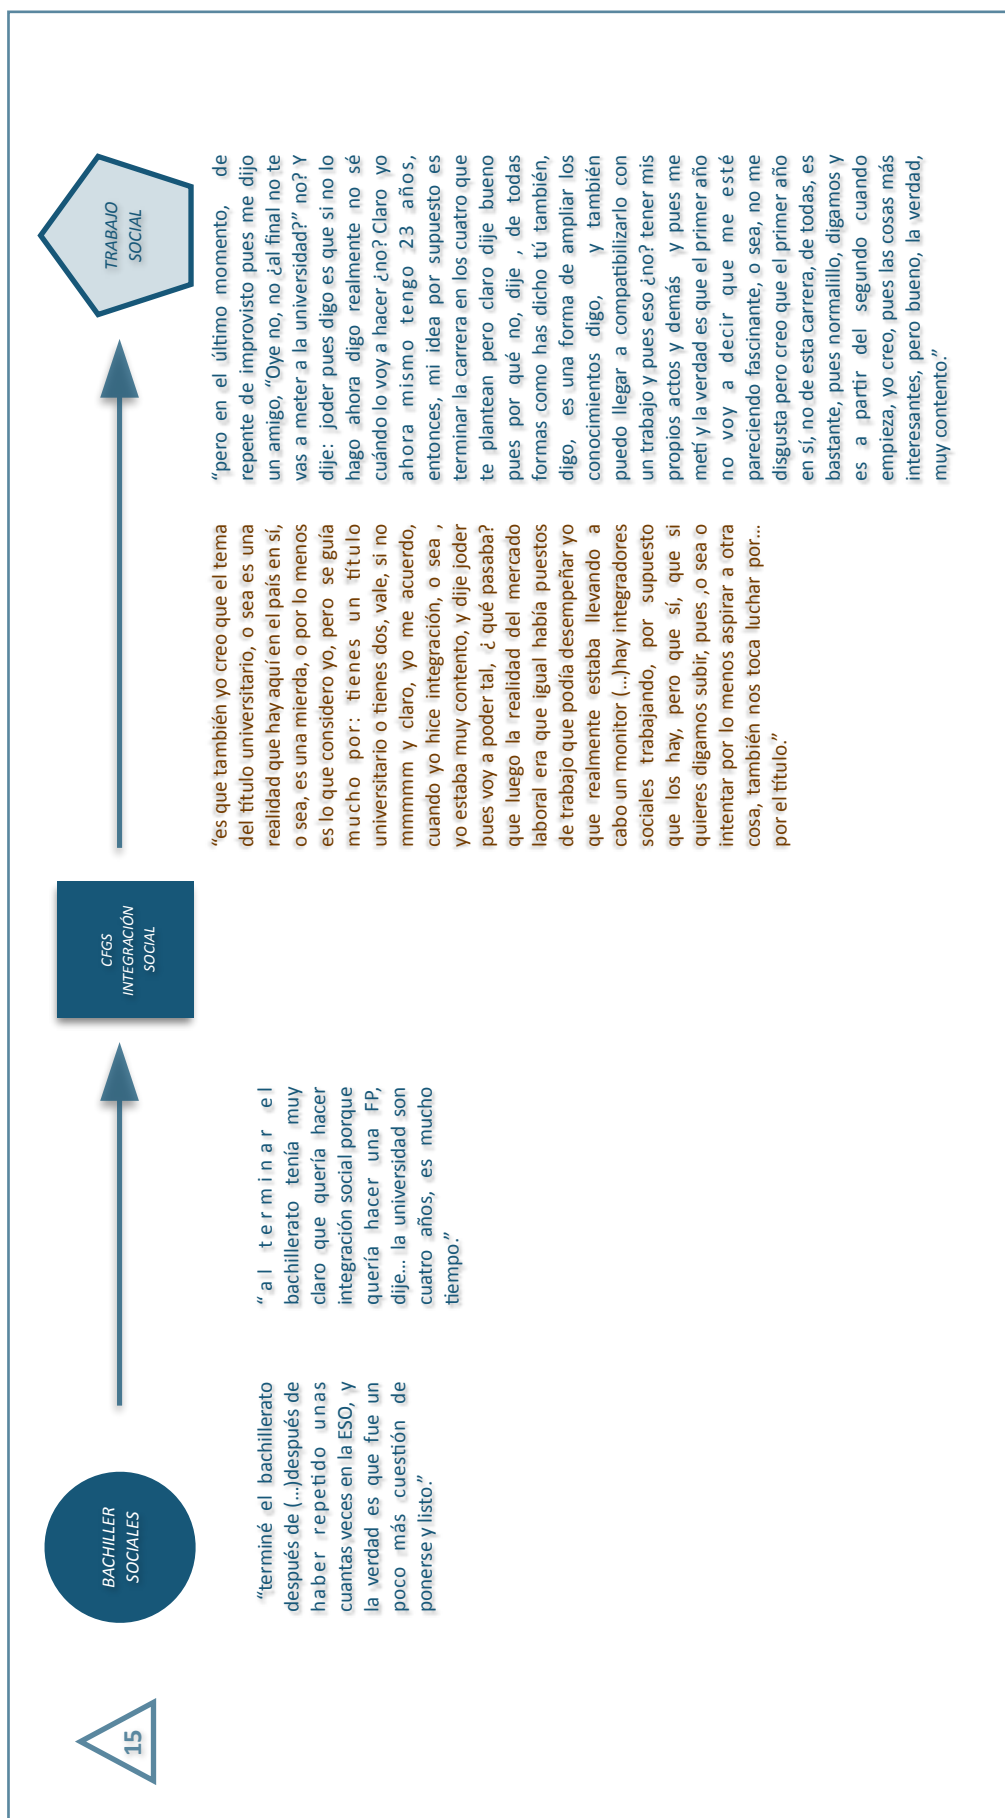 15
BACHILLER
SOCIALES
CFGS
INTEGRACIÓN
SOCIAL
TRABAJO
SOCIAL
“terminé el bachillerato
después de (...)después de
haber repetido unas
cuantas veces en la ESO, y
la verdad es que fue un
poco más cuestión de
ponerse y listo.”
“al terminar el
bachillerato tenía muy
claro que quería hacer
integración social porque
quería hacer una FP,
dije... la universidad son
cuatro años, es mucho
tiempo.”
“es que también yo creo que el tema
del título universitario, o sea es una
realidad que hay aquí en el país en sí,
o sea, es una mierda, o por lo menos
es lo que considero yo, pero se guía
mucho por: tienes un título
universitario o tienes dos, vale, si no
mmmmm y claro, yo me acuerdo,
cuando yo hice integración, o sea ,
yo estaba muy contento, y dije joder
pues voy a poder tal, ¿ qué pasaba?
que luego la realidad del mercado
laboral era que igual había puestos
de trabajo que podía desempeñar yo
que realmente estaba llevando a
cabo un monitor (...)hay integradores
sociales trabajando, por supuesto
que los hay, pero que sí, que si
quieres digamos subir, pues ,o sea o
intentar por lo menos aspirar a otra
cosa, también nos toca luchar por...
por el título.”
“pero en el último momento, de
repente de improvisto pues me dijo
un amigo, “Oye no, no ¿al final no te
vas a meter a la universidad?” no? Y
dije: joder pues digo es que si no lo
hago ahora digo realmente no sé
cuándo lo voy a hacer ¿no? Claro yo
ahora mismo tengo 23 años,
entonces, mi idea por supuesto es
terminar la carrera en los cuatro que
te plantean pero claro dije bueno
pues por qué no, dije , de todas
formas como has dicho tú también,
digo, es una forma de ampliar los
conocimientos digo, y también
puedo llegar a compatibilizarlo con
un trabajo y pues eso ¿no? tener mis
propios actos y demás y pues me
metí y la verdad es que el primer año
no voy a decir que me esté
pareciendo fascinante, o sea, no me
disgusta pero creo que el primer año
en sí, no de esta carrera, de todas, es
bastante, pues normalillo, digamos y
es a partir del segundo cuando
empieza, yo creo, pues las cosas más
interesantes, pero bueno, la verdad,
muy contento.”